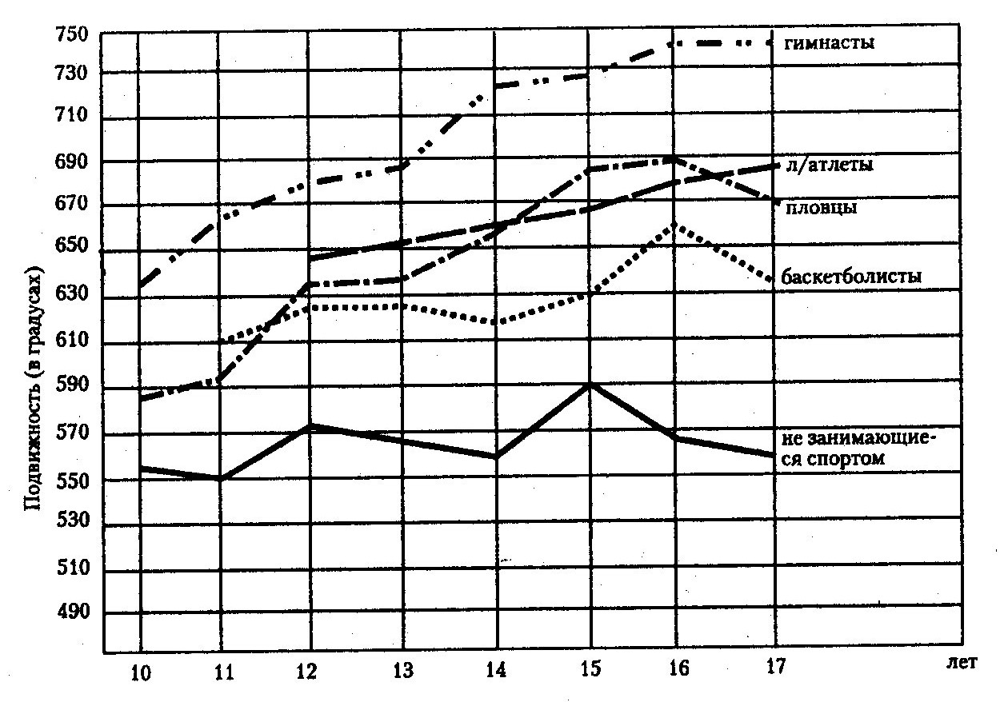 750
730
710
690
670
650
630
610
590
570
550
530
510
490
Подвижность (в градусах)
гимнасты
л/атлеты
пловцы
баскетболисты
не занимающие-
ся спортом
10 11 12 13 14 15 16 17 лет